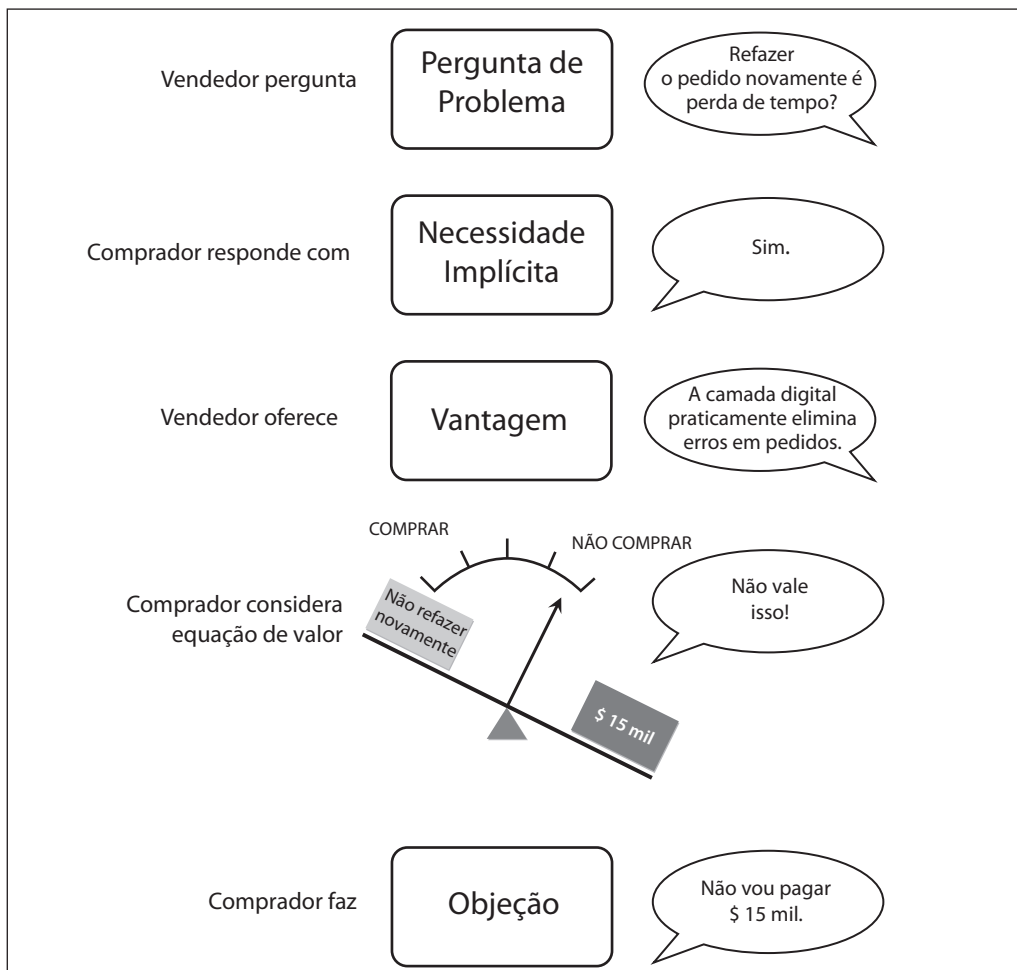 Vendedor pergunta
Pergunta de
Problema
Refazer
o pedido novamente é
perda de tempo?
Comprador responde com
Necessidade
Implícita
Sim.
Vendedor oferece
Vantagem
A camada digital
praticamente elimina
erros em pedidos.
COMPRAR
NÃO COMPRAR
Comprador considera
equação de valor
Não refazer
novamente
$ 15 mil
Não vale
isso!
Comprador faz
Objeção
Não vou pagar
$ 15 mil.